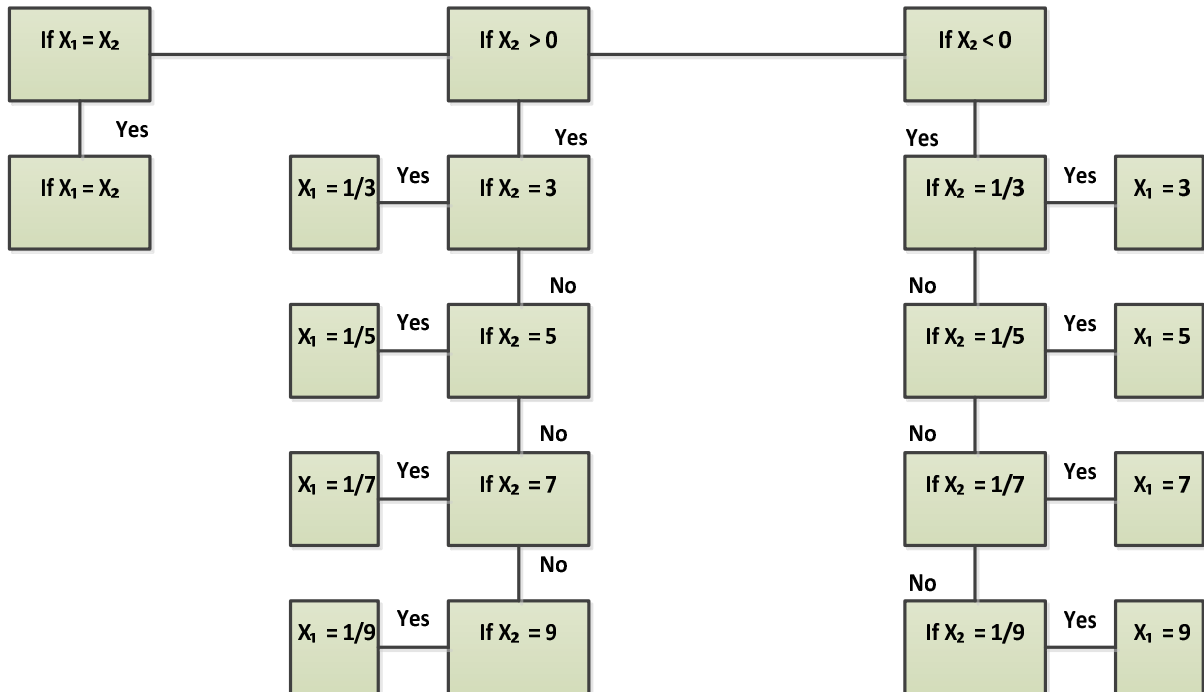 If X₁ = X₂
If X₂ > 0
If X₂ < 0
Yes
Yes
Yes
If X₁ = X₂
X₁ = 1/3
Yes
If X₂ = 3
If X₂ = 1/3
Yes
X₁ = 3
No
No
X₁ = 1/5
Yes
If X₂ = 5
If X₂ = 1/5
Yes
X₁ = 5
No
No
X₁ = 1/7
Yes
If X₂ = 7
If X₂ = 1/7
Yes
X₁ = 7
No
No
X₁ = 1/9
Yes
If X₂ = 9
If X₂ = 1/9
Yes
X₁ = 9